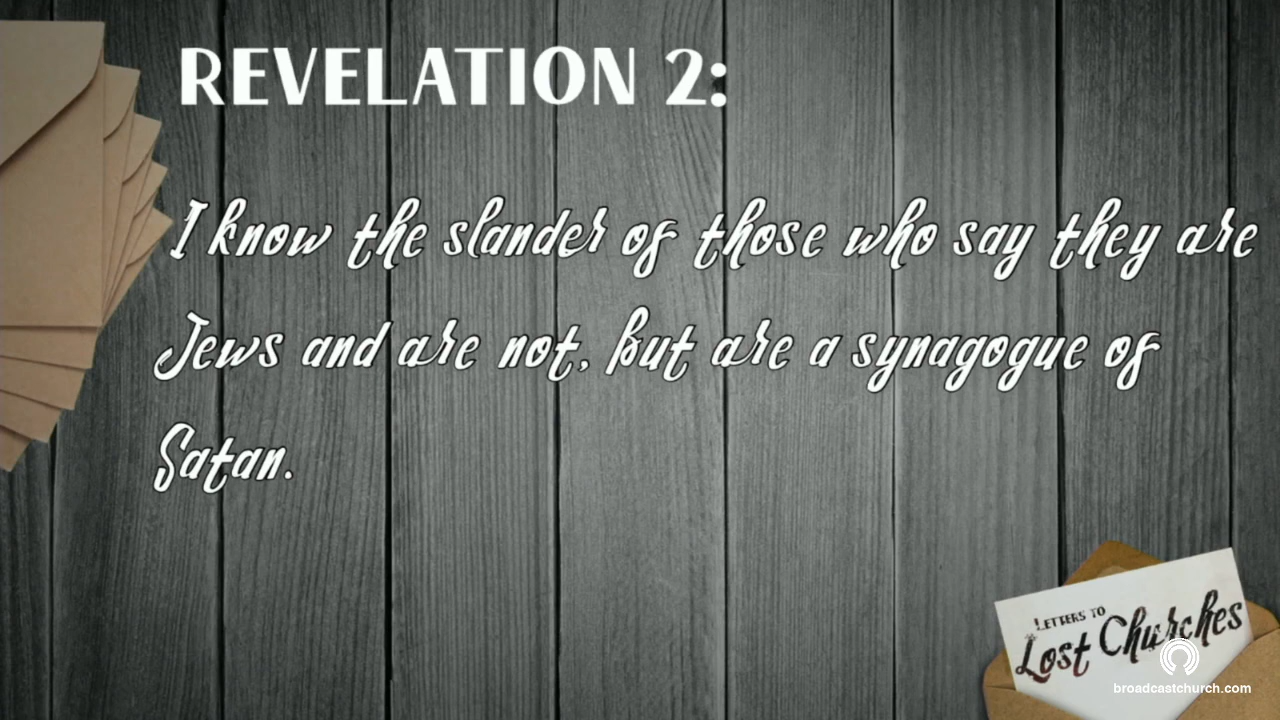 REVELATION 2:
I know the slander of those who say they are
Jews and are not, but are a synagogue of
Satan.
LETTERS TO
Lost Churches
broadcastchurch.com